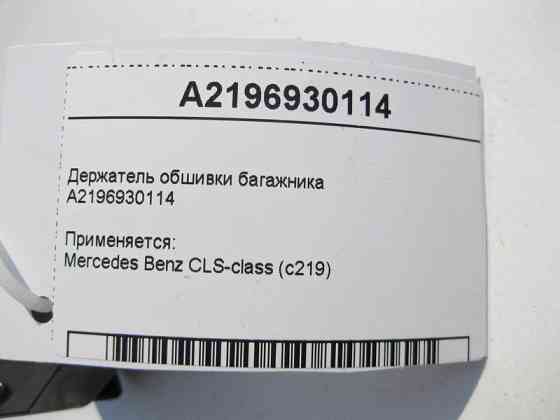 A2196930114
Держатель обшивки багажника
A2196930114
Применяется:
Mercedes Benz CLS-class (c219)